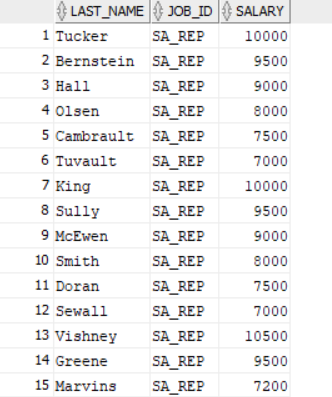 LAST_NAME JOB_ID SALARY
1 Tucker SA_REP 10000
2 Bernstein SA_REP 9500
3 Hall SA_REP 9000
4 Olsen SA_REP 8000
5 Cambrault SA_REP 7500
6 Tuvault SA_REP 7000
7 King SA_REP 10000
8 Sully SA_REP 9500
9 McEwen SA_REP 9000
10 Smith SA_REP 8000
11 Doran SA_REP 7500
12 Sewall SA_REP 7000
13 Vishney SA_REP 10500
14 Greene SA_REP 9500
15 Marvins SA_REP 7200